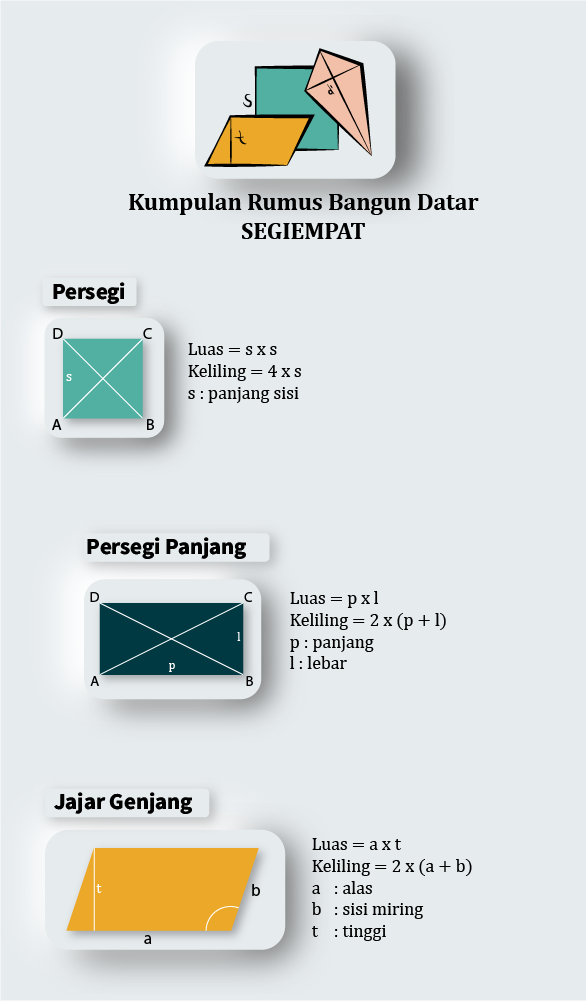 s
t
d
Kumpulan Rumus Bangun Datar
SEGIEMPAT
Persegi
D C
s
A B
Luas = s x s
Keliling = 4 x s
s : panjang sisi
Persegi Panjang
D C
l
p
A B
Luas = p x l
Keliling = 2 x (p + l)
p : panjang
l : lebar
Jajar Genjang
t
b
a
Luas = a x t
Keliling = 2 x (a + b)
a : alas
b : sisi miring
t : tinggi